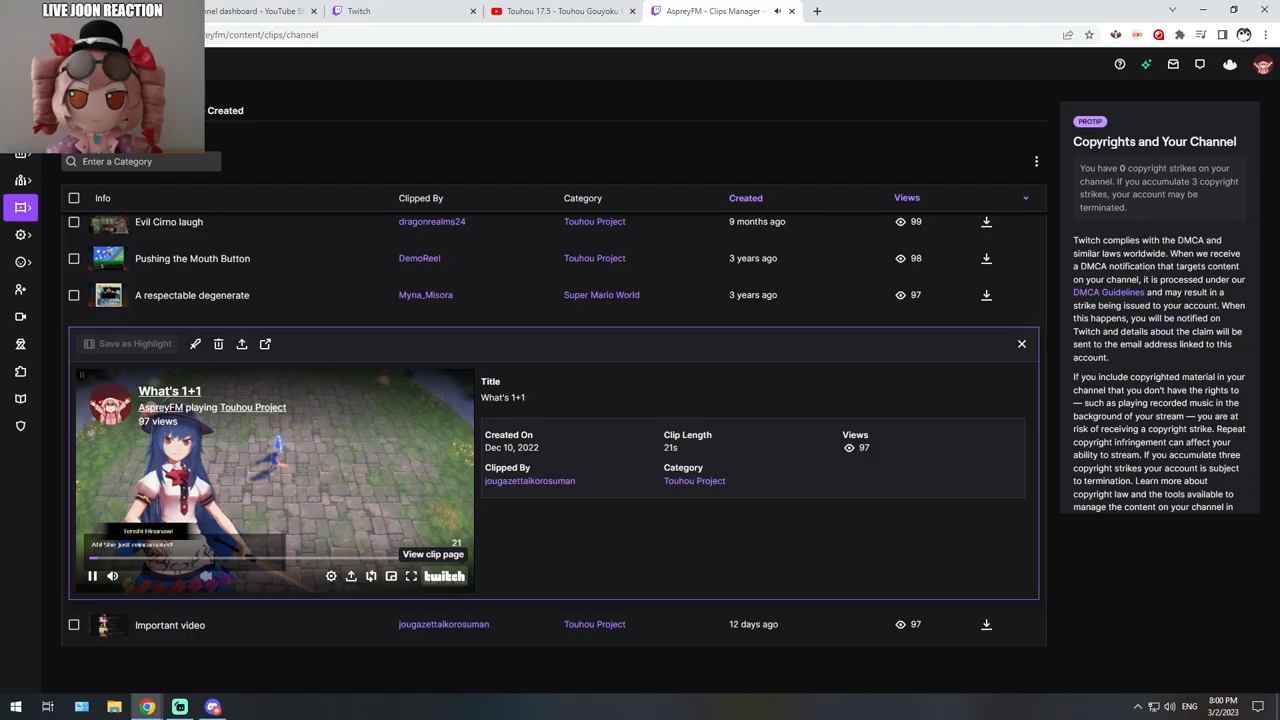 LIVE JOON REACTION
nnel dashboard - YouTube St
Twitch
Touhou 17.5 - Touhou Gouyoku
AspreyFM - Clips Manager -
reyfm/content/clips/channel
Created
Enter a Category
Info
Clipped By
Category
Created
Views
Evil Cirno laugh
dragonrealms24
Touhou Project
9 months ago
99
Pushing the Mouth Button
DemoReel
Touhou Project
3 years ago
98
A respectable degenerate
Myna_Misora
Super Mario World
3 years ago
97
Save as Highlight
What's 1+1
AspreyFM playing Touhou Project
97 views
Tenshi Hinanawi
Ah! She just reincarnated!
21
View clip page
twitch
Title
What's 1+1
Created On
Dec 10, 2022
Clip Length
21s
Views
97
Clipped By
jougazettaikorosuman
Category
Touhou Project
Important video
jougazettaikorosuman
Touhou Project
12 days ago
97
PROTIP
Copyrights and Your Channel
You have 0 copyright strikes on
your channel. If you accumulate 3 copyright
strikes, your account may be
terminated.
Twitch complies with the DMCA and
similar laws worldwide. When we receive
a DMCA notification that targets content
on your channel, it is processed under our
DMCA Guidelines and may result in a
strike being issued to your account. When
this happens, you will be notified on
Twitch and details about the claim will be
sent to the email address linked to this
account.
If you include copyrighted material in your
channel that you don't have the rights to
— such as playing recorded music in the
background of your stream — you are at
risk of receiving a copyright strike. Repeat
copyright infringement can affect your
ability to stream. If you accumulate three
copyright strikes your account is subject
to termination. Learn more about
copyright law and the tools available to
manage the content on your channel in
ENG
8:00 PM
3/2/2023